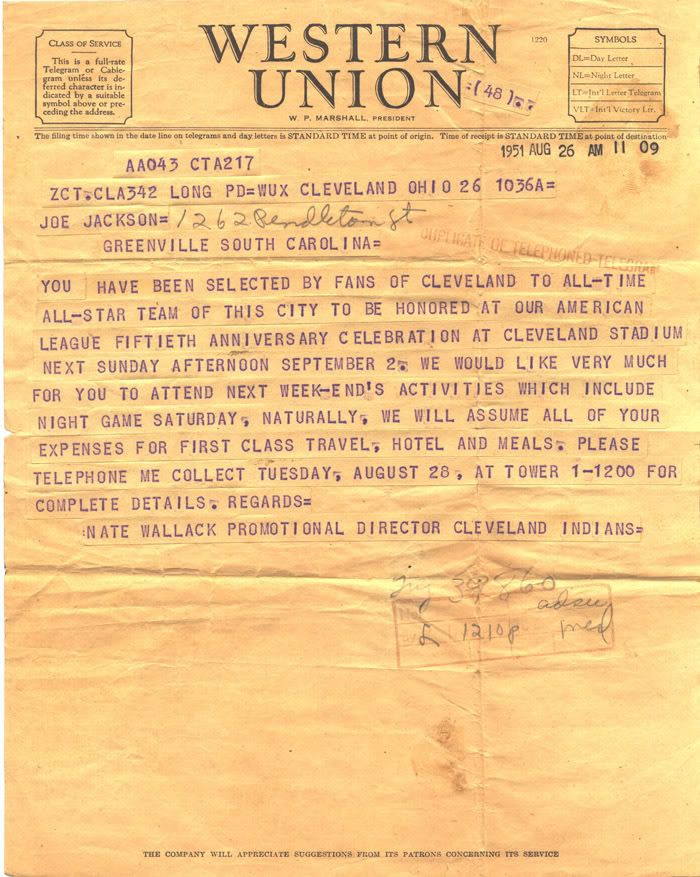 CLASS OF SERVICE
This is a full-rate
Telegram or Cable-
gram unless its de-
ferred character is
indicated by a suitable
symbol above or pre-
ceding the address.
WESTERN
UNION
W. P. MARSHALL, PRESIDENT
1220
:(48)..
SYMBOLS
DL=Day Letter
NL=Night Letter
LT=Int'l Letter Telegram
VLT=Int'l Victory Ltr.
The filing time shown in the date line on telegrams and day letters is STANDARD TIME at point of origin. Time of receipt is STANDARD TIME at point of destination
1951 AUG 26 AM 11 09
AA043 CTA217
ZCT.CLA342 LONG PD=WUX CLEVELAND OHIO 26 1036A=
JOE JACKSON= 1262 Pendleton St
GREENVILLE SOUTH CAROLINA=
DUPLICATE OF TELEPHONED TELEGRAM
YOU HAVE BEEN SELECTED BY FANS OF CLEVELAND TO ALL-TIME
ALL-STAR TEAM OF THIS CITY TO BE HONORED AT OUR AMERICAN
LEAGUE FIFTIETH ANNIVERSARY CELEBRATION AT CLEVELAND STADIUM
NEXT SUNDAY AFTERNOON SEPTEMBER 2. WE WOULD LIKE VERY MUCH
FOR YOU TO ATTEND NEXT WEEK-END'S ACTIVITIES WHICH INCLUDE
NIGHT GAME SATURDAY, NATURALLY, WE WILL ASSUME ALL OF YOUR
EXPENSES FOR FIRST CLASS TRAVEL, HOTEL AND MEALS. PLEASE
TELEPHONE ME COLLECT TUESDAY, AUGUST 28, AT TOWER 1-1200 FOR
COMPLETE DETAILS. REGARDS=
:NATE WALLACK PROMOTIONAL DIRECTOR CLEVELAND INDIANS=
No
1210p
THE COMPANY WILL APPRECIATE SUGGESTIONS FROM ITS PATRONS CONCERNING ITS SERVICE